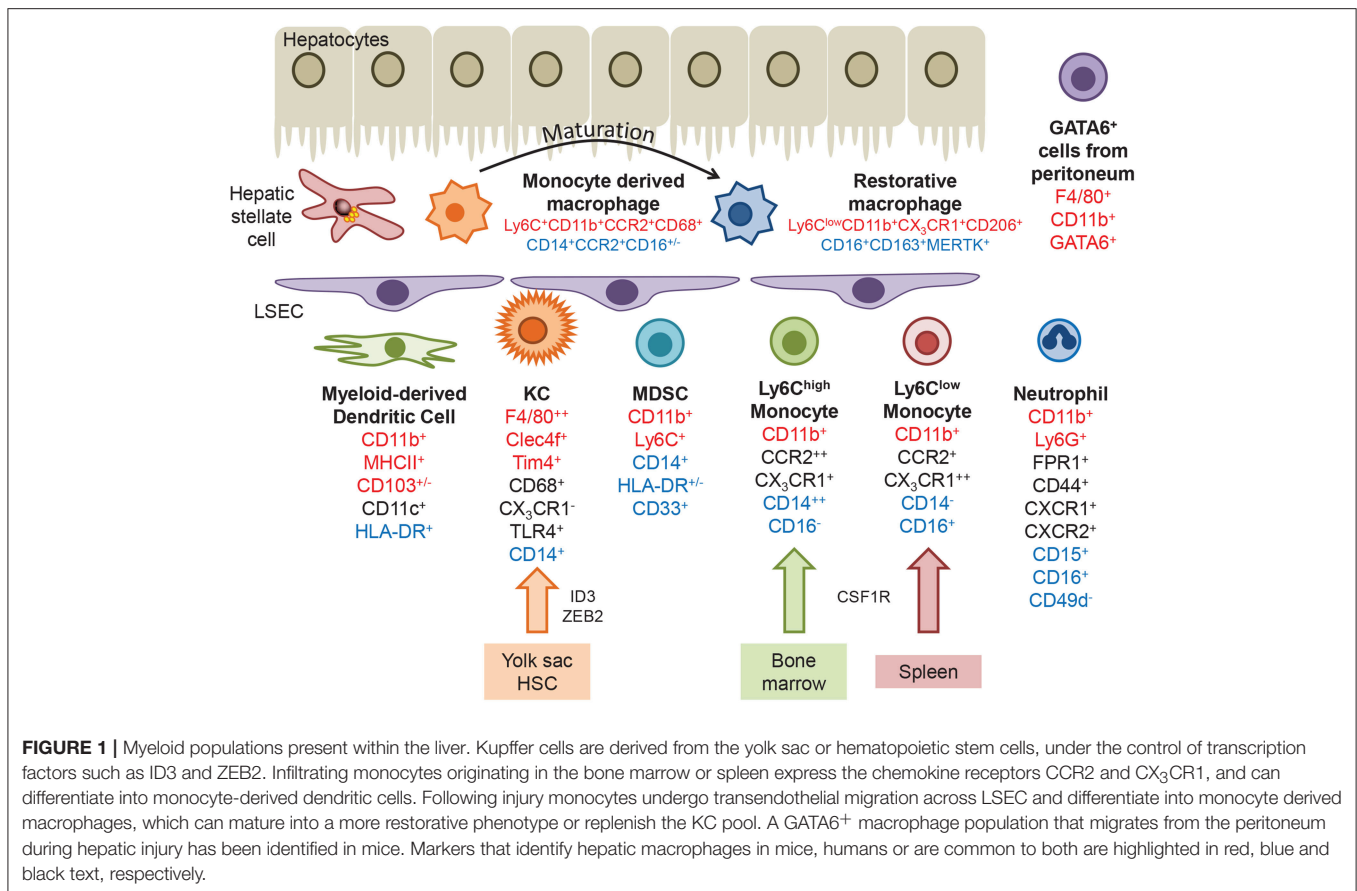 Hepatocytes
Maturation
Hepatic
stellate
cell
Monocyte derived
macrophage
Ly6C⁺CD11b⁺CCR2⁺CD68⁺
CD14⁺CCR2⁺CD16⁺/⁻
Restorative
macrophage
Ly6CˡᵒʷCD11b⁺CX₃CR1⁺CD206⁺
CD16⁺CD163⁺MERTK⁺
GATA6⁺
cells from
peritoneum
F4/80⁺
CD11b⁺
GATA6⁺
LSEC
Myeloid-derived
Dendritic Cell
CD11b⁺
MHCII⁺
CD103⁺/⁻
CD11c⁺
HLA-DR⁺
KC
F4/80⁺⁺
Clec4f⁺
Tim4⁺
CD68⁺
CX₃CR1⁻
TLR4⁺
CD14⁺
MDSC
CD11b⁺
Ly6C⁺
CD14⁺
HLA-DR⁺/⁻
CD33⁺
Ly6Cʰⁱᵍʰ
Monocyte
CD11b⁺
CCR2⁺⁺
CX₃CR1⁺
CD14⁺⁺
CD16⁻
Ly6Cˡᵒʷ
Monocyte
CD11b⁺
CCR2⁺
CX₃CR1⁺⁺
CD14⁻
CD16⁺
Neutrophil
CD11b⁺
Ly6G⁺
FPR1⁺
CD44⁺
CXCR1⁺
CXCR2⁺
CD15⁺
CD16⁺
CD49d⁻
ID3
ZEB2
CSF1R
Yolk sac
HSC
Bone
marrow
Spleen
FIGURE 1 | Myeloid populations present within the liver. Kupffer cells are derived from the yolk sac or hematopoietic stem cells, under the control of transcription
factors such as ID3 and ZEB2. Infiltrating monocytes originating in the bone marrow or spleen express the chemokine receptors CCR2 and CX₃CR1, and can
differentiate into monocyte-derived dendritic cells. Following injury monocytes undergo transendothelial migration across LSEC and differentiate into monocyte derived
macrophages, which can mature into a more restorative phenotype or replenish the KC pool. A GATA6⁺ macrophage population that migrates from the peritoneum
during hepatic injury has been identified in mice. Markers that identify hepatic macrophages in mice, humans or are common to both are highlighted in red, blue and
black text, respectively.